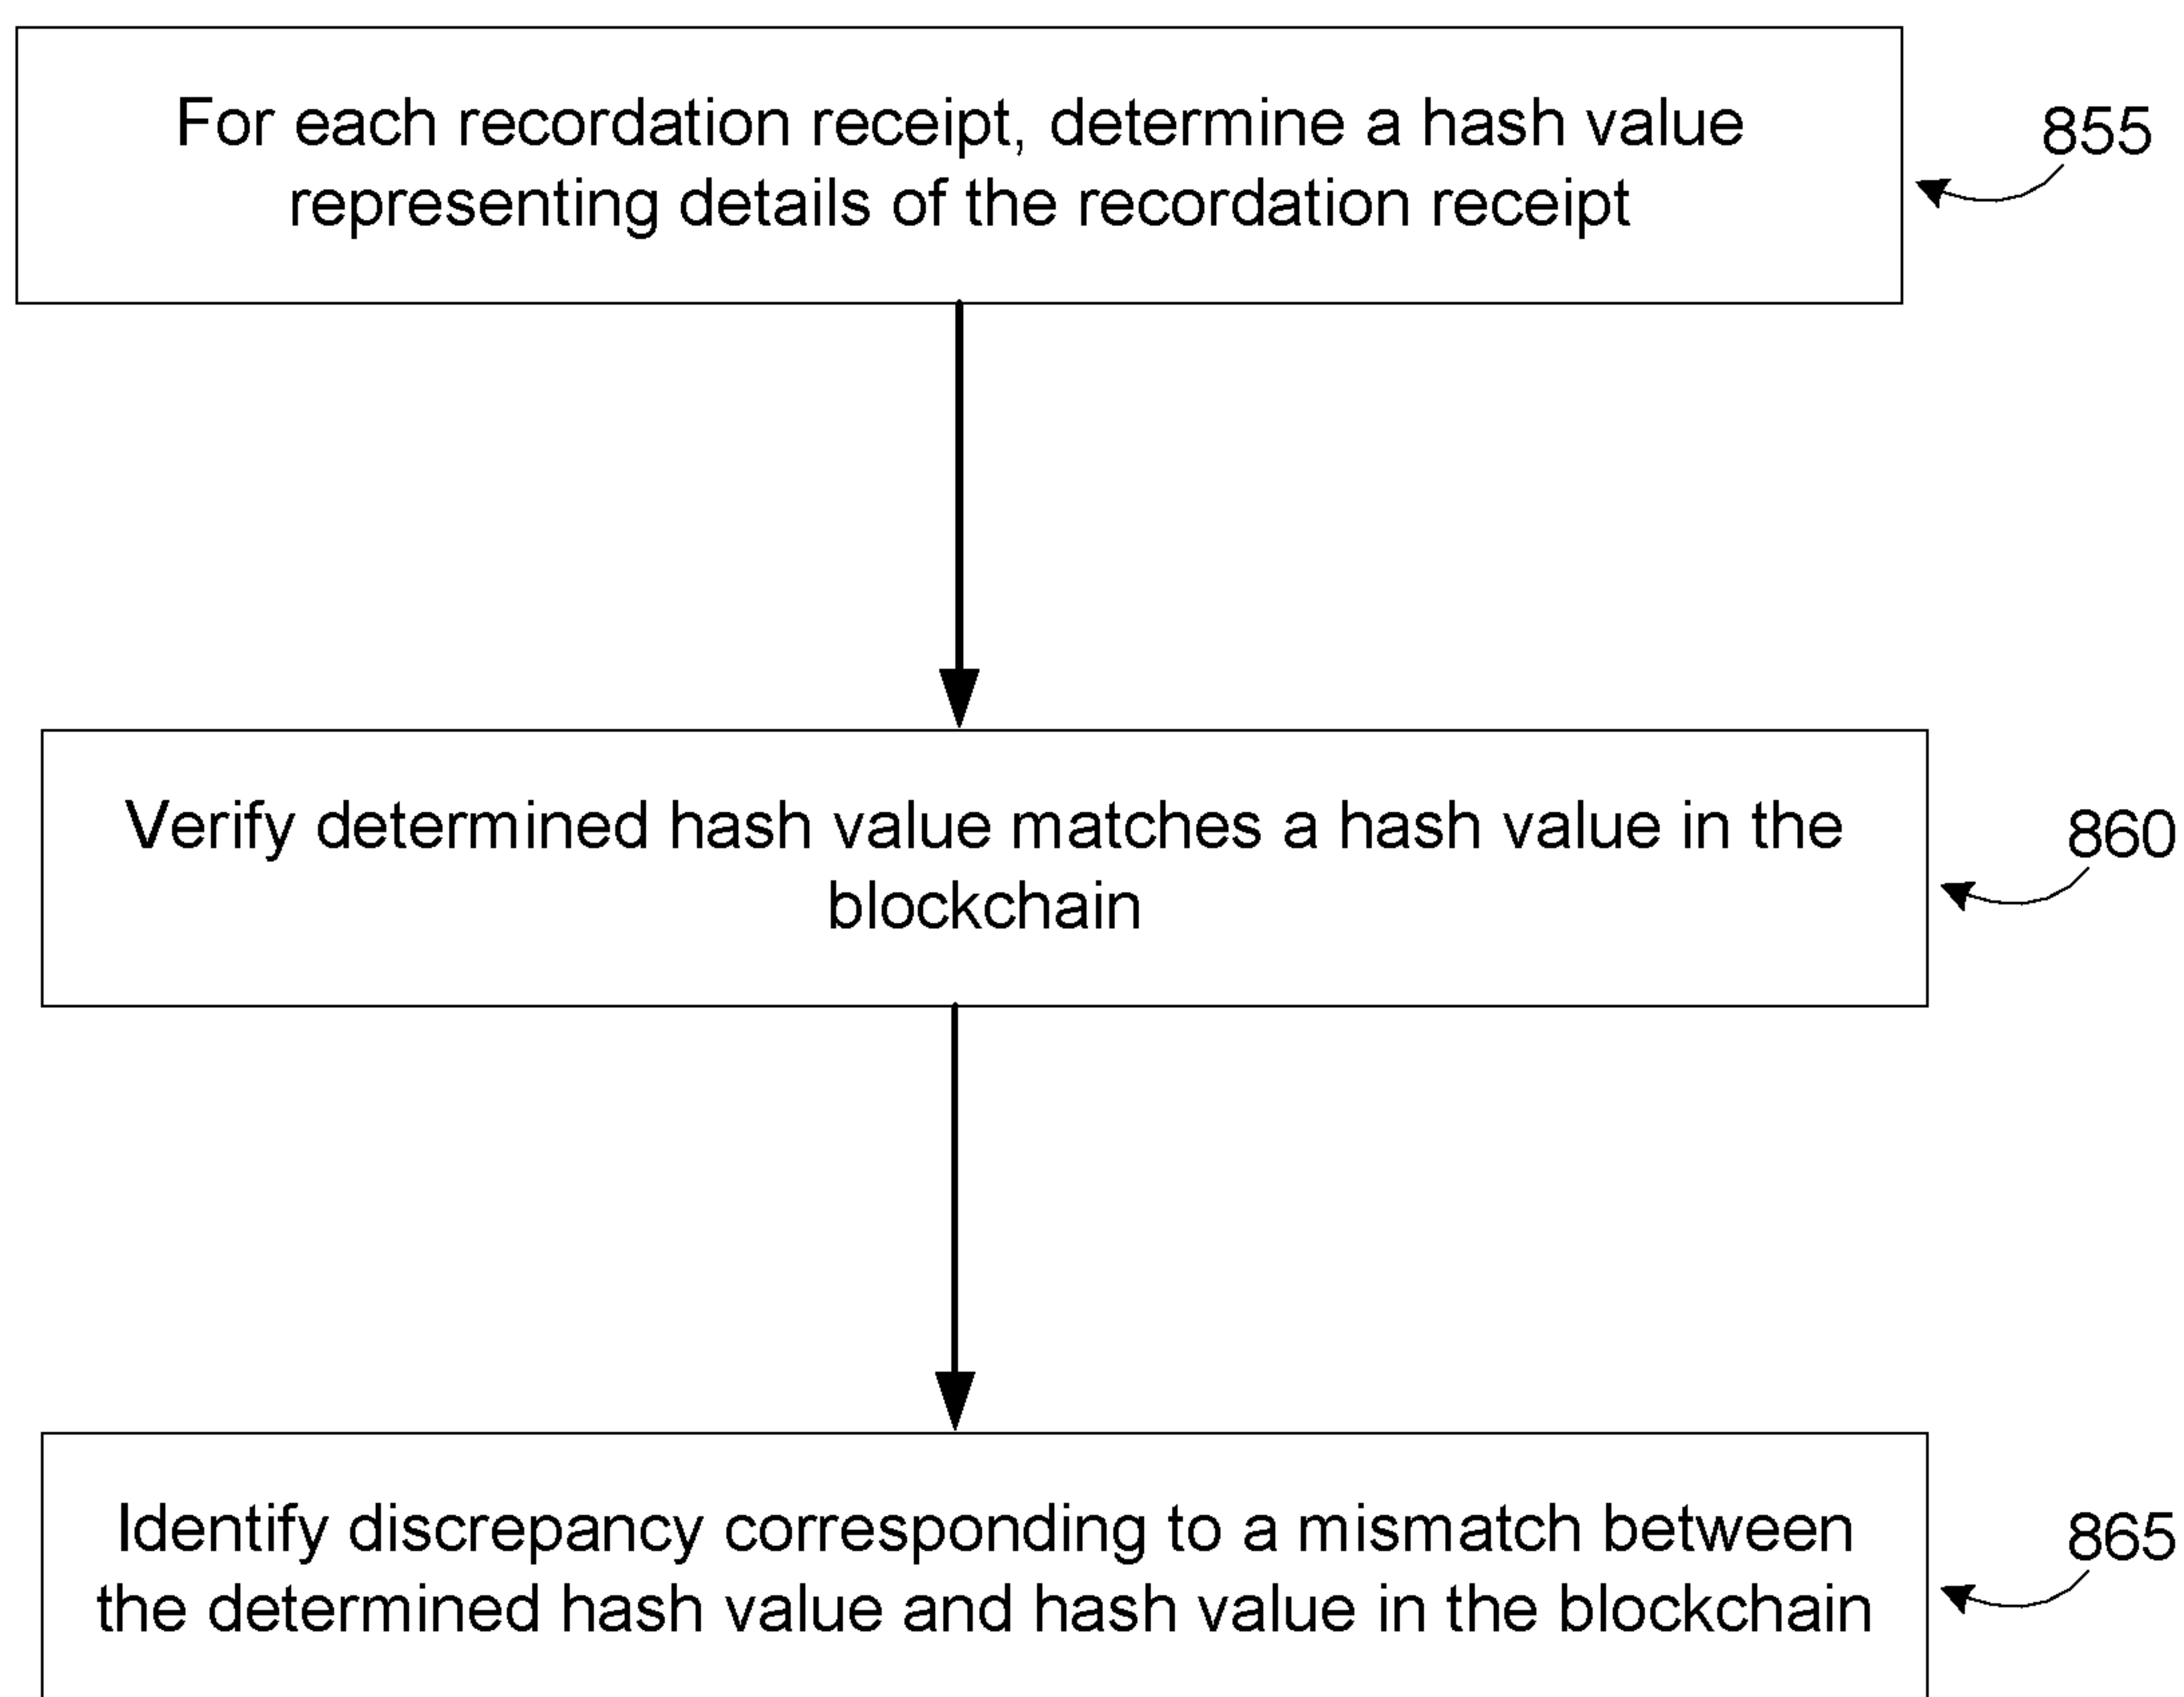 For each recordation receipt, determine a hash value
representing details of the recordation receipt
855
Verify determined hash value matches a hash value in the
blockchain
860
Identify discrepancy corresponding to a mismatch between
the determined hash value and hash value in the blockchain
865